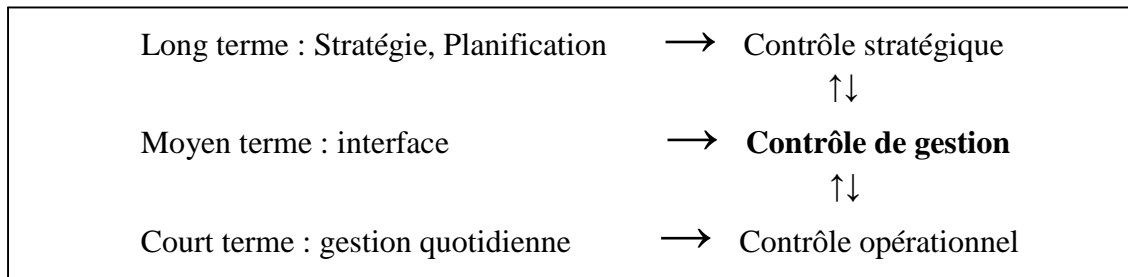 Long terme : Stratégie, Planification → Contrôle stratégique
↑↓
Moyen terme : interface → Contrôle de gestion
↑↓
Court terme : gestion quotidienne → Contrôle opérationnel